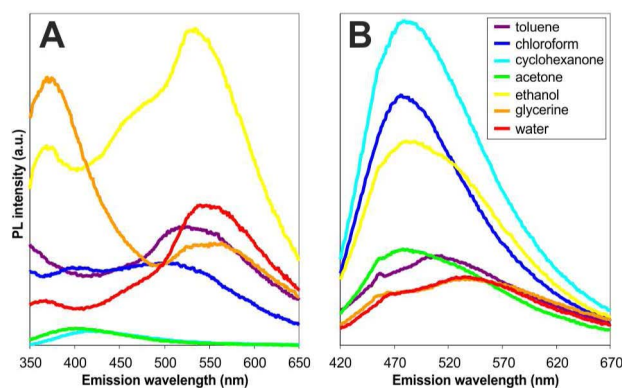 A
B
toluene
chloroform
cyclohexanone
acetone
ethanol
glycerine
water
PL intensity (a.u.)
350 400 450 500 550 600 650
420 470 520 570 620 670
Emission wavelength (nm)
Emission wavelength (nm)